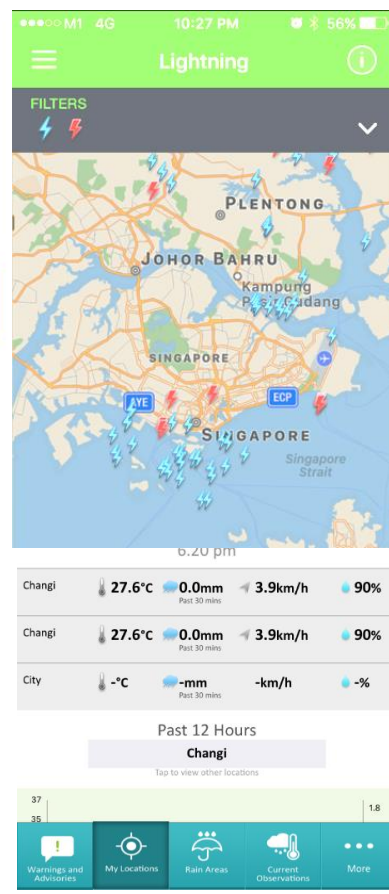 M1 4G 10:27 PM 56%
Lightning
FILTERS
PLENTONG
JOHOR BAHRU
Kampung
Pasir Gudang
SINGAPORE
AYE
ECP
SINGAPORE
Singapore
Strait
6.20 pm
Changi 27.6°C 0.0mm 3.9km/h 90%
Past 30 mins
Changi 27.6°C 0.0mm 3.9km/h 90%
Past 30 mins
City -°C -mm -km/h -%
Past 30 mins
Past 12 Hours
Changi
Tap to view other locations
37 1.8
35
Warnings and My Locations Rain Areas Current More
Advisories Observations